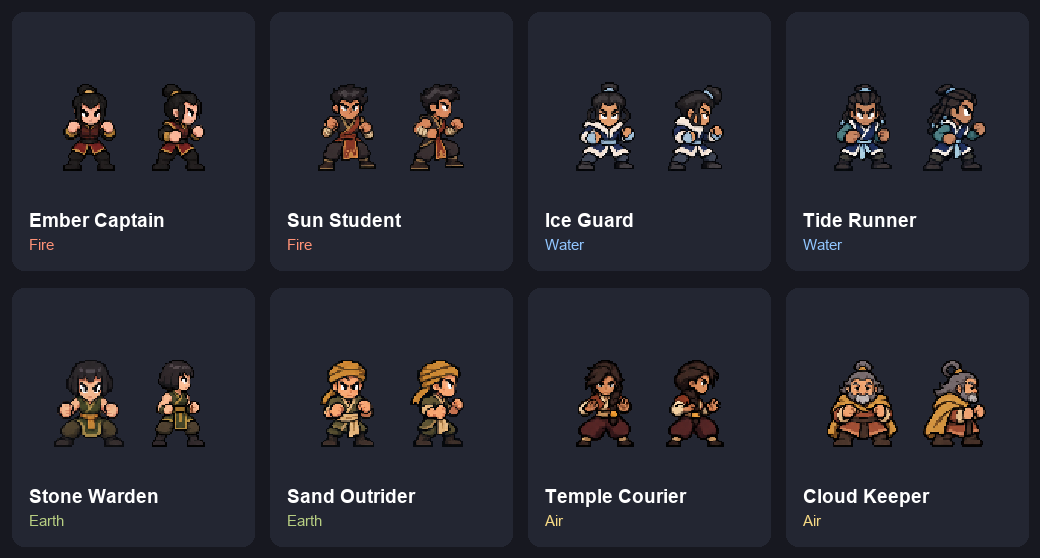 Ember Captain
Fire
Sun Student
Fire
Ice Guard
Water
Tide Runner
Water
Stone Warden
Earth
Sand Outrider
Earth
Temple Courier
Air
Cloud Keeper
Air